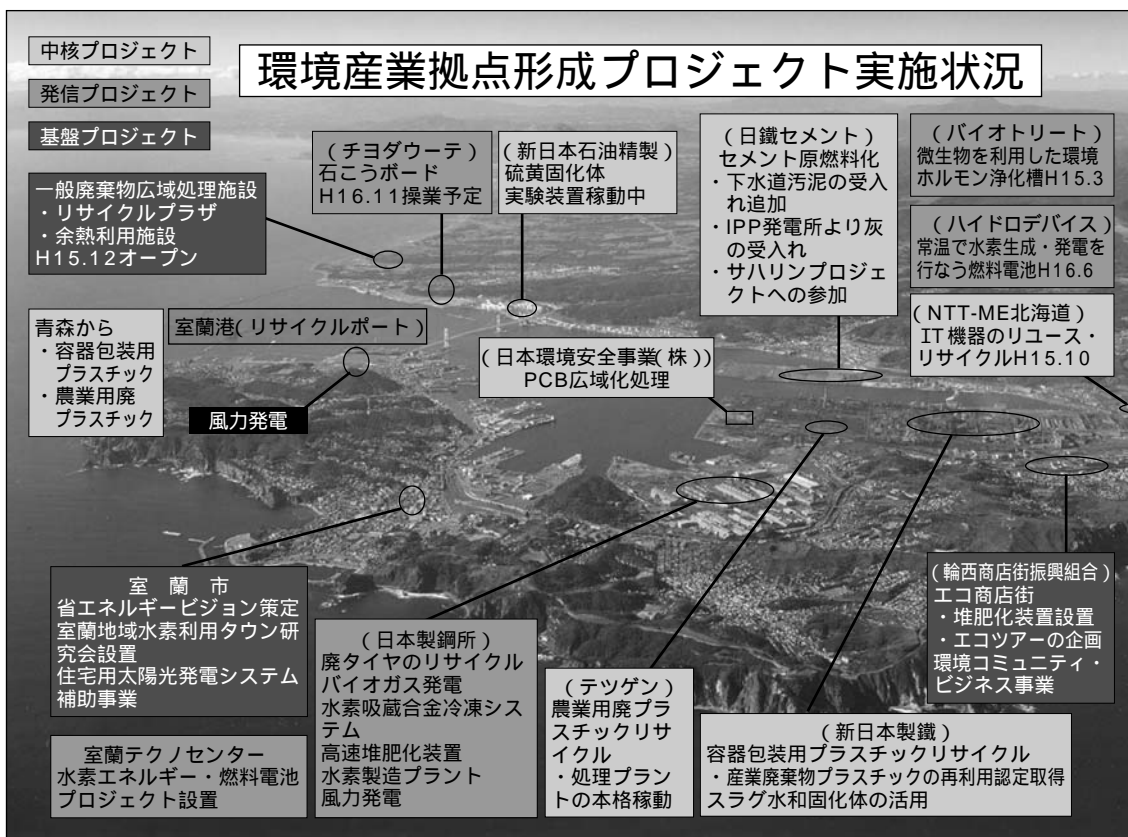 環境産業拠点形成プロジェクト実施状況
中核プロジェクト
発信プロジェクト
基盤プロジェクト
一般廃棄物広域処理施設
・リサイクルプラザ
・余熱利用施設
H15.12オープン
(チヨダウーテ)
石こうボード
H16.11操業予定
(新日本石油精製)
硫黄固化体
実験装置稼動中
(日鐵セメント)
セメント原燃料化
・下水道汚泥の受入
れ追加
・IPP発電所より灰
の受入れ
・サハリンプロジェ
クトへの参加
(バイオトリート)
微生物を利用した環境
ホルモン浄化槽H15.3
(ハイドロデバイス)
常温で水素生成・発電を
行なう燃料電池H16.6
(NTT-ME北海道)
IT機器のリユース・
リサイクルH15.10
青森から
・容器包装用
プラスチック
・農業用廃
プラスチック
室蘭港(リサイクルポート)
風力発電
(日本環境安全事業(株))
PCB広域化処理
室 蘭 市
省エネルギービジョン策定
室蘭地域水素利用タウン研
究会設置
住宅用太陽光発電システム
補助事業
室蘭テクノセンター
水素エネルギー・燃料電池
プロジェクト設置
(日本製鋼所)
廃タイヤのリサイクル
バイオガス発電
水素吸蔵合金冷凍シス
テム
高速堆肥化装置
水素製造プラント
風力発電
(テツゲン)
農業用廃プラ
スチックリサ
イクル
・処理プラン
トの本格稼動
(新日本製鐵)
容器包装用プラスチックリサイクル
・産業廃棄物プラスチックの再利用認定取得
スラグ水和固化体の活用
(輪西商店街振興組合)
エコ商店街
・堆肥化装置設置
・エコツアーの企画
環境コミュニティ・
ビジネス事業